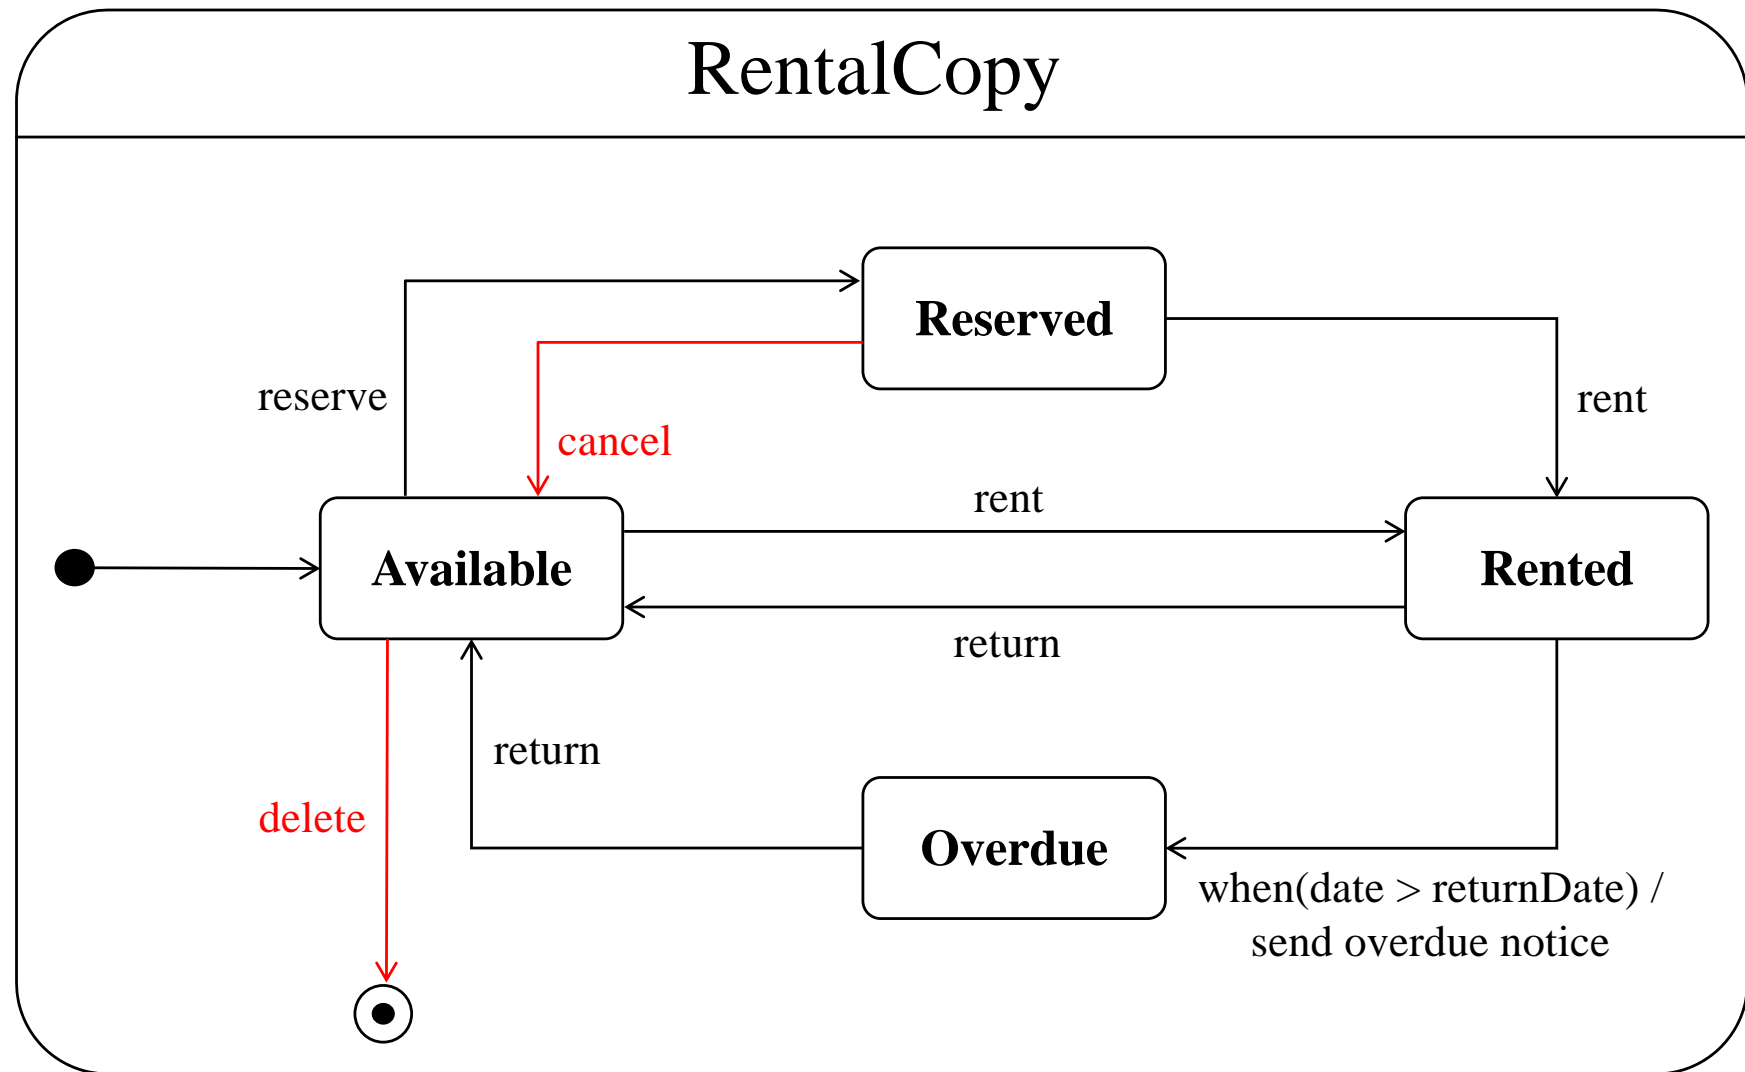 RentalCopy
Reserved
reserve
rent
cancel
rent
Available
Rented
return
return
delete
Overdue
when(date > returnDate) /
send overdue notice